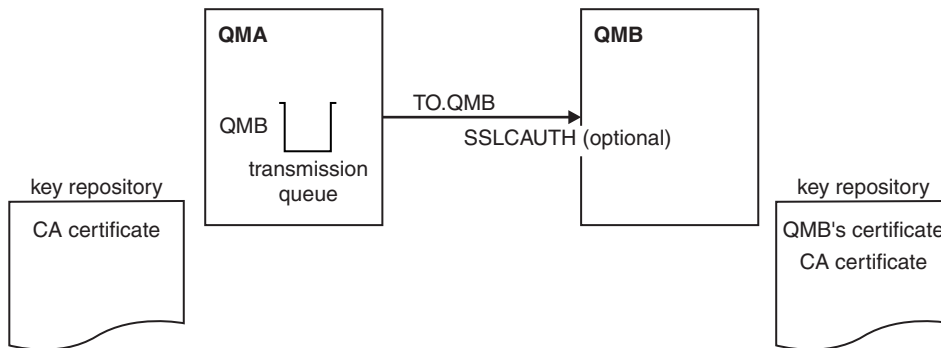 QMA
QMB
TO.QMB
QMB
SSLCAUTH (optional)
transmission
queue
key repository
CA certificate
key repository
QMB's certificate
CA certificate